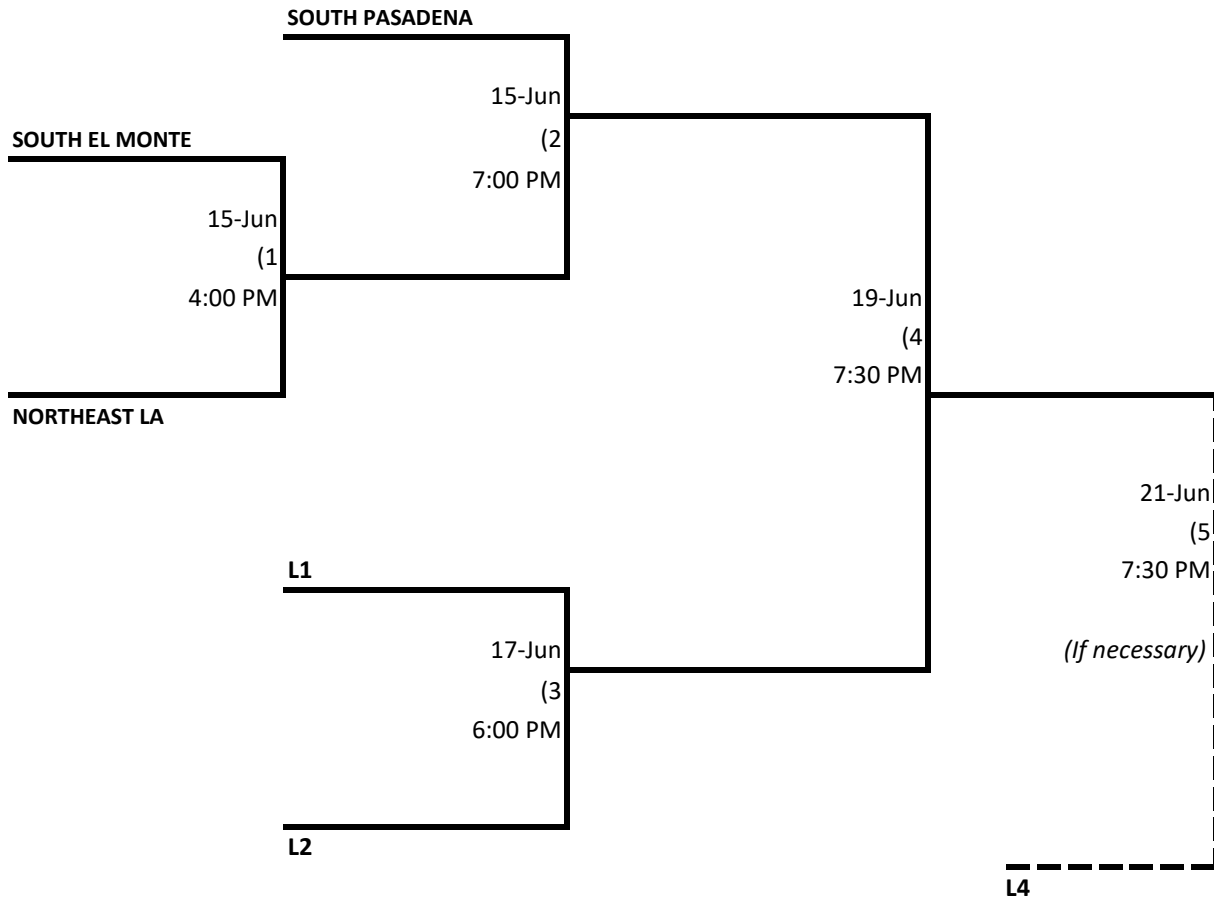 SOUTH PASADENA
15-Jun
(2
7:00 PM
SOUTH EL MONTE
15-Jun
(1
4:00 PM
NORTHEAST LA
19-Jun
(4
7:30 PM
L1
17-Jun
(3
6:00 PM
L2
21-Jun
(5
7:30 PM
(If necessary)
L4